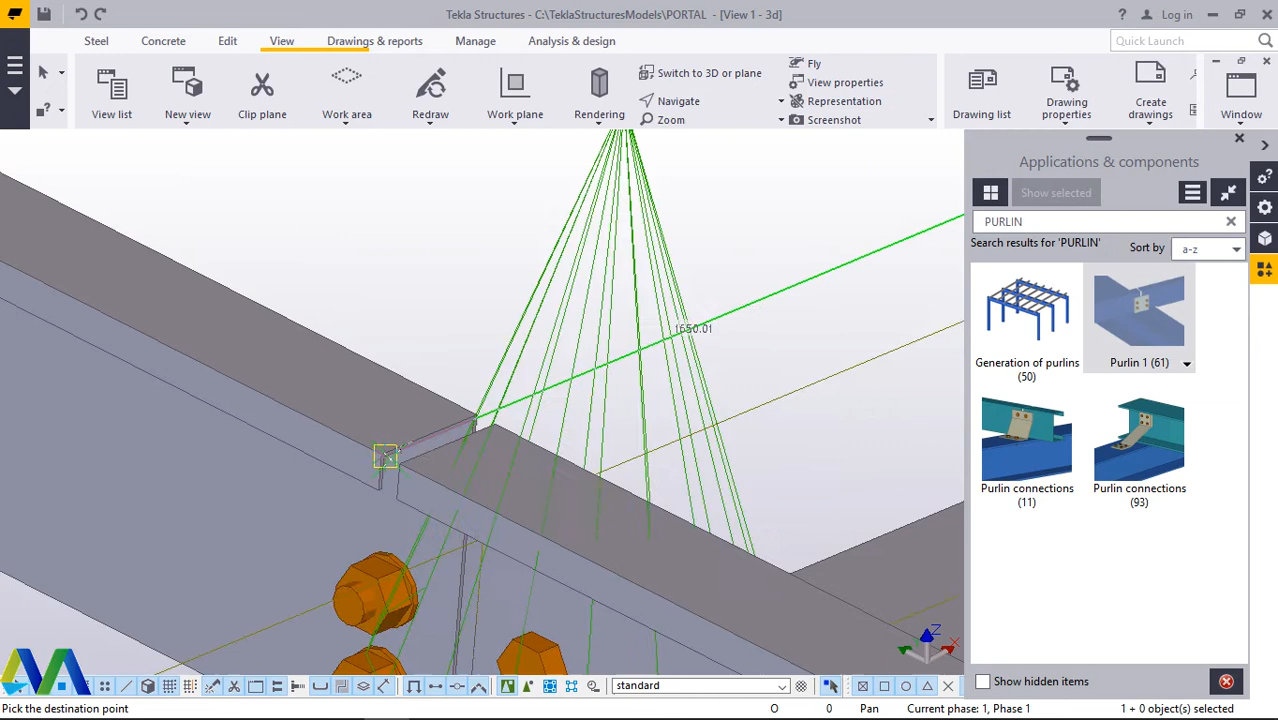 Tekla Structures - C:\TeklaStructuresModels\PORTAL - [View 1 - 3d]
? Log in
Steel Concrete Edit View Drawings & reports Manage Analysis & design Quick Launch
View list New view Clip plane Work area Redraw Work plane Rendering
Switch to 3D or plane
Navigate
Zoom
Fly
View properties
Representation
Screenshot
Drawing list
Drawing properties
Create drawings
Window
Applications & components
Show selected
PURLIN
Search results for 'PURLIN' Sort by a-z
Generation of purlins (50)
Purlin 1 (61)
Purlin connections (11)
Purlin connections (93)
1650.01
Z
X
Show hidden items
standard
Pick the destination point O 0 Pan Current phase: 1, Phase 1 1 + 0 object(s) selected